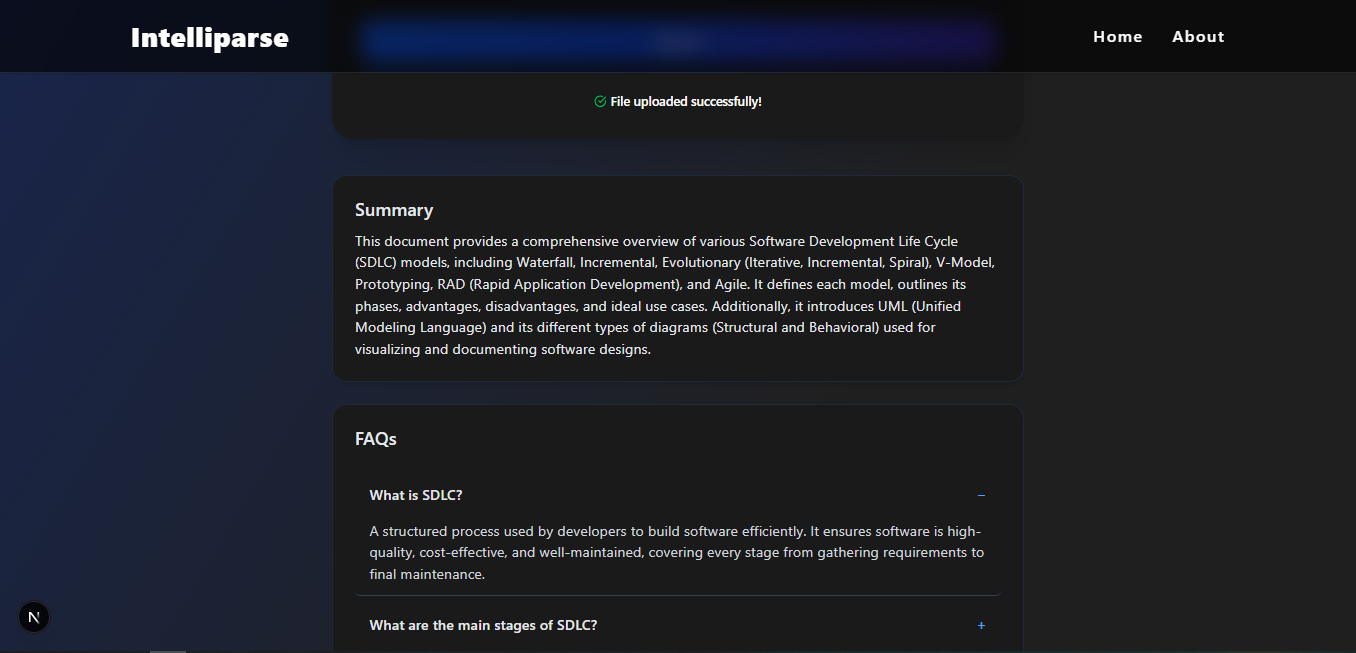 Intelliparse
Home About
File uploaded successfully!
Summary
This document provides a comprehensive overview of various Software Development Life Cycle
(SDLC) models, including Waterfall, Incremental, Evolutionary (Iterative, Incremental, Spiral), V-Model,
Prototyping, RAD (Rapid Application Development), and Agile. It defines each model, outlines its
phases, advantages, disadvantages, and ideal use cases. Additionally, it introduces UML (Unified
Modeling Language) and its different types of diagrams (Structural and Behavioral) used for
visualizing and documenting software designs.
FAQs
What is SDLC? −
A structured process used by developers to build software efficiently. It ensures software is high-
quality, cost-effective, and well-maintained, covering every stage from gathering requirements to
final maintenance.
N
What are the main stages of SDLC? +